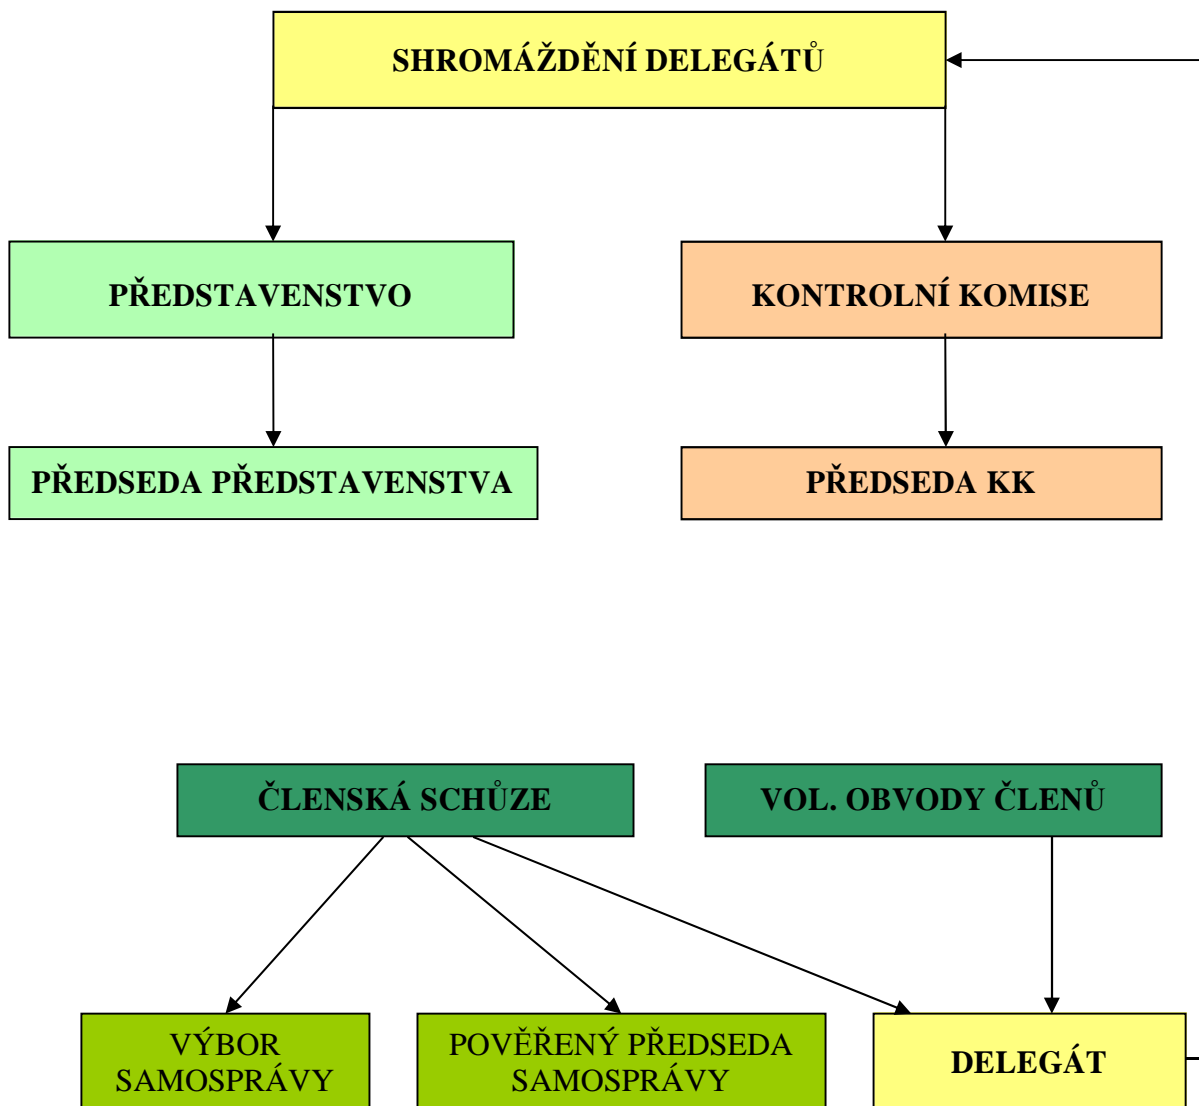 SHROMÁŽDĚNÍ DELEGÁTŮ
PŘEDSTAVENSTVO
KONTROLNÍ KOMISE
PŘEDSEDA PŘEDSTAVENSTVA
PŘEDSEDA KK
ČLENSKÁ SCHŮZE
VOL. OBVODY ČLENŮ
VÝBOR
SAMOSPRÁVY
POVĚŘENÝ PŘEDSEDA
SAMOSPRÁVY
DELEGÁT